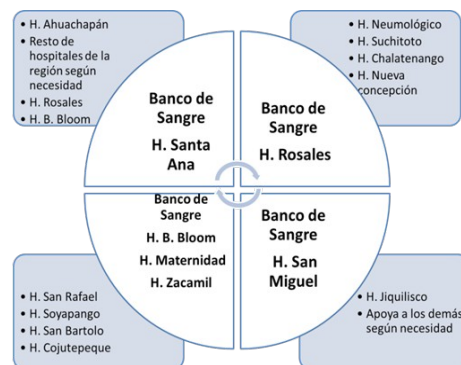 • H. Ahuachapán
• Resto de
hospitales de la
región según
necesidad
• H. Rosales
• H. B. Bloom
• H. Neumológico
• H. Suchitoto
• H. Chalatenango
• H. Nueva
concepción
Banco de
Sangre
H. Santa
Ana
Banco de
Sangre
H. Rosales
Banco de
Sangre
H. B. Bloom
H. Maternidad
H. Zacamil
Banco de
Sangre
H. San
Miguel
• H. San Rafael
• H. Soyapango
• H. San Bartolo
• H. Cojutepeque
• H. Jiquilisco
• Apoya a los demás
según necesidad